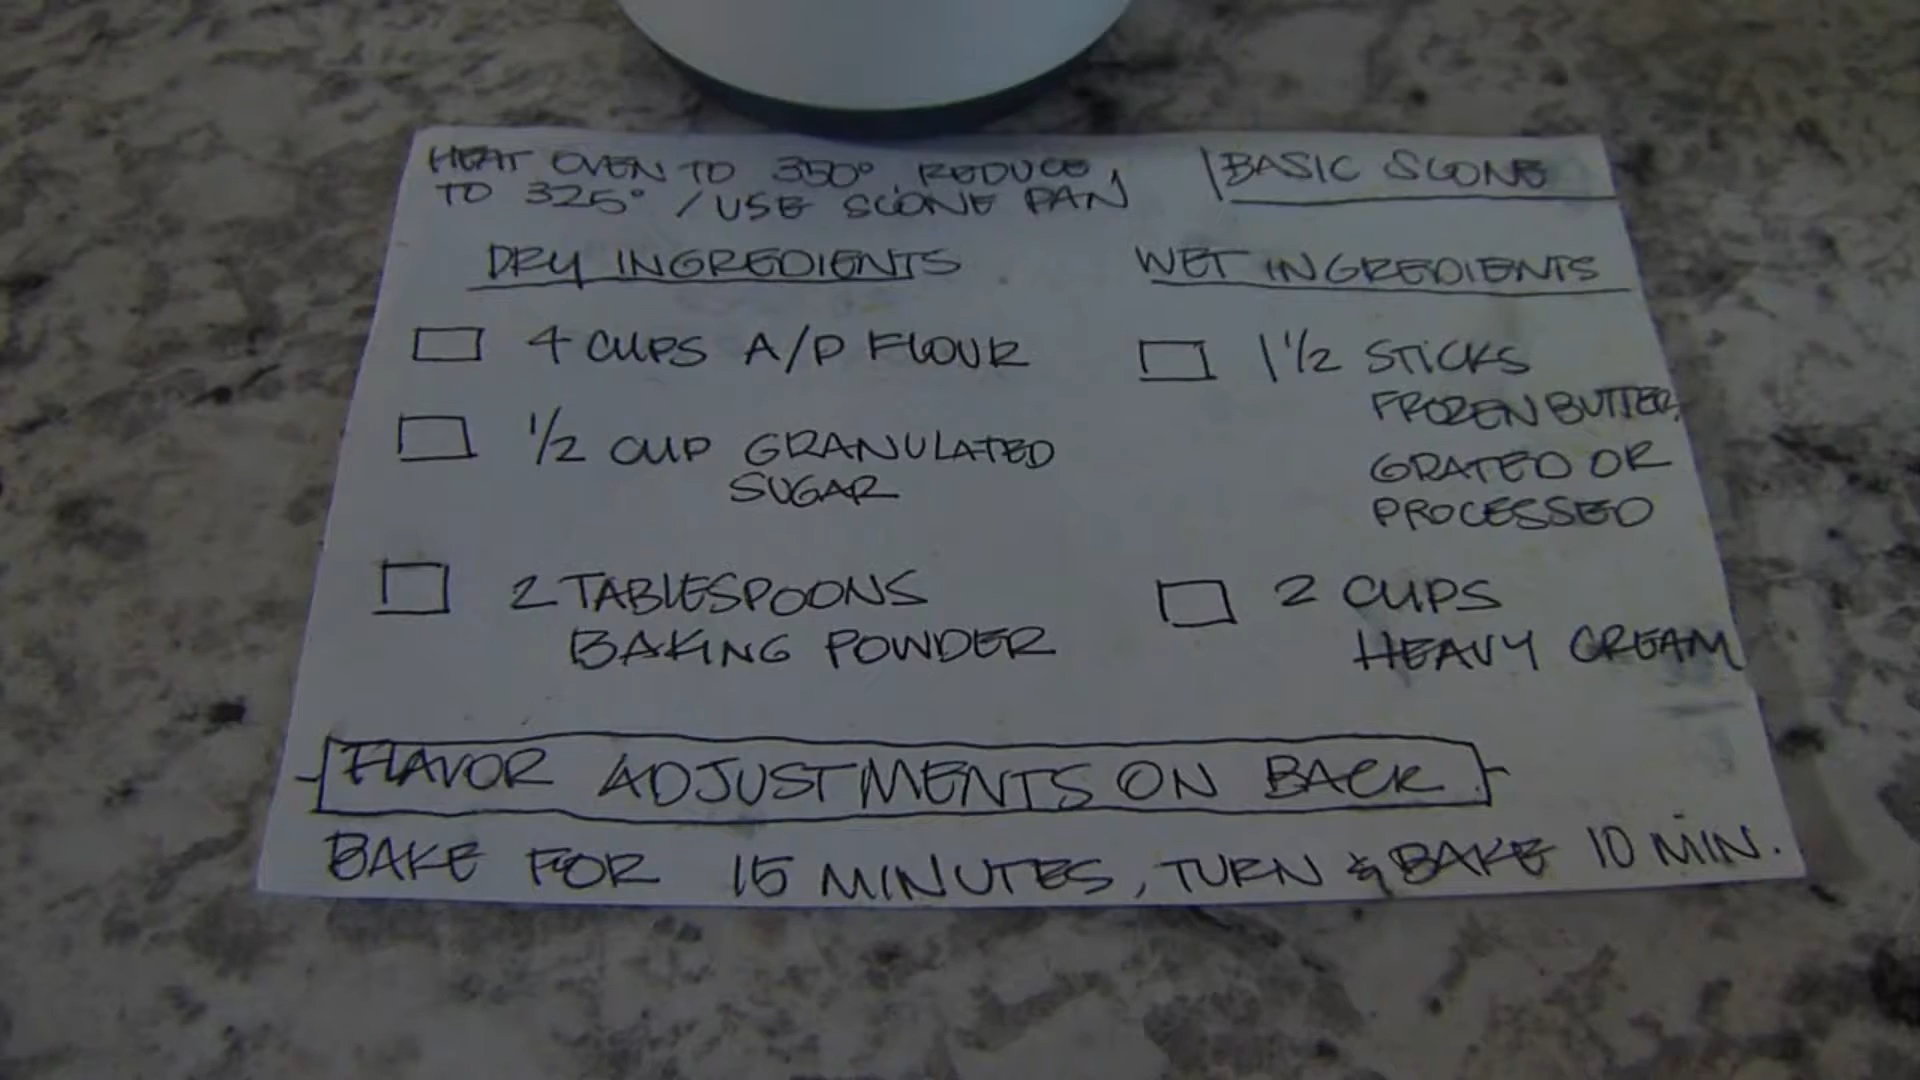 HEAT OVEN TO 350°. REDUCE
TO 325° / USE SCONE PAN
BASIC SCONE
DRY INGREDIENTS
4 CUPS A/P FLOUR
1/2 CUP GRANULATED
SUGAR
2 TABLESPOONS
BAKING POWDER
WET INGREDIENTS
1 1/2 STICKS
FROZEN BUTTER,
GRATED OR
PROCESSED
2 CUPS
HEAVY CREAM
FLAVOR ADJUSTMENTS ON BACK
BAKE FOR 15 MINUTES, TURN & BAKE 10 MIN.